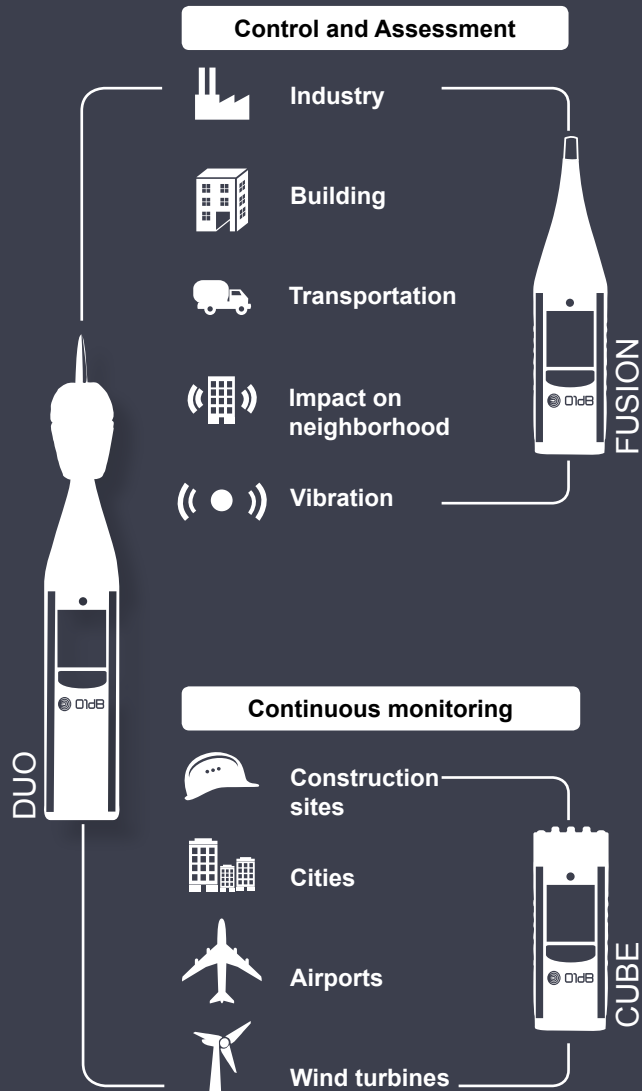 Control and Assessment
Industry
Building
Transportation
Impact on
neighborhood
Vibration
FUSION
01dB
DUO
01dB
Continuous monitoring
Construction
sites
Cities
Airports
Wind turbines
CUBE
01dB